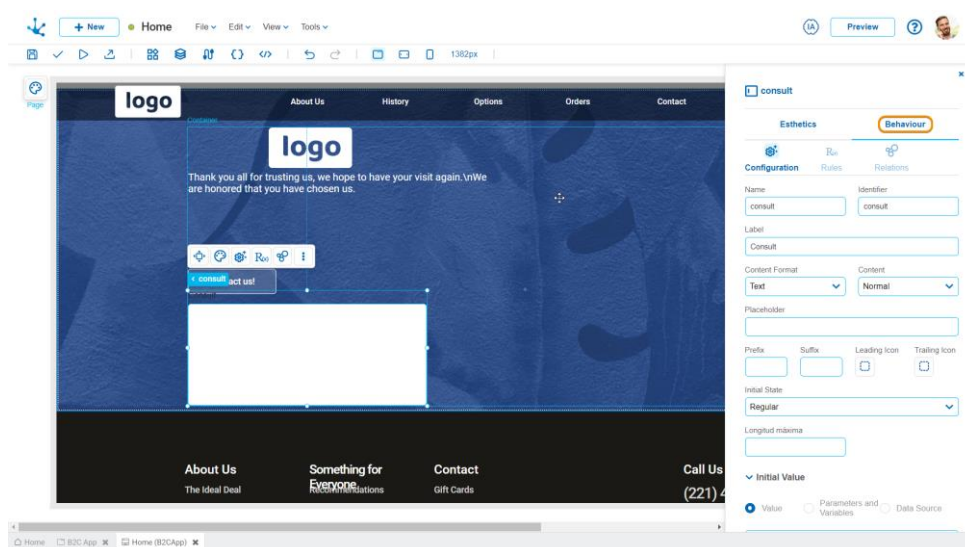 + New
Home
File
Edit
View
Tools
IA
Preview
?
1382px
Page
logo
About Us
History
Options
Orders
Contact
Container
logo
Thank you all for trusting us, we hope to have your visit again.\nWe
are honored that you have chosen us.
consult
act us!
About Us
Something for
Everyone
Contact
Call Us
The Ideal Deal
Recommendations
Gift Cards
(221) 4
consult
Esthetics
Behaviour
Configuration
Rules
Relations
Name
Identifier
consult
consult
Label
Consult
Content Format
Content
Text
Normal
Placeholder
Prefix
Suffix
Leading Icon
Trailing Icon
Initial State
Regular
Longitud máxima
Initial Value
Value
Parameters and
Variables
Data Source
Home
B2C App
Home (B2CApp)